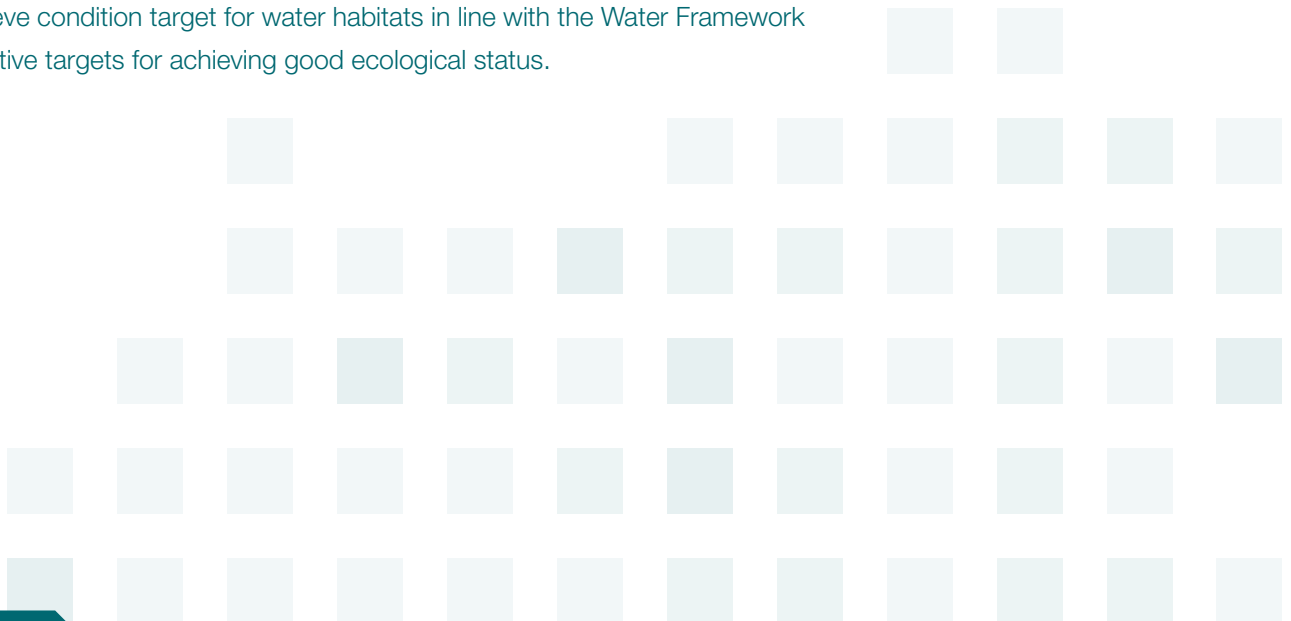 eve condition target for water habitats in line with the Water Framework
tive targets for achieving good ecological status.